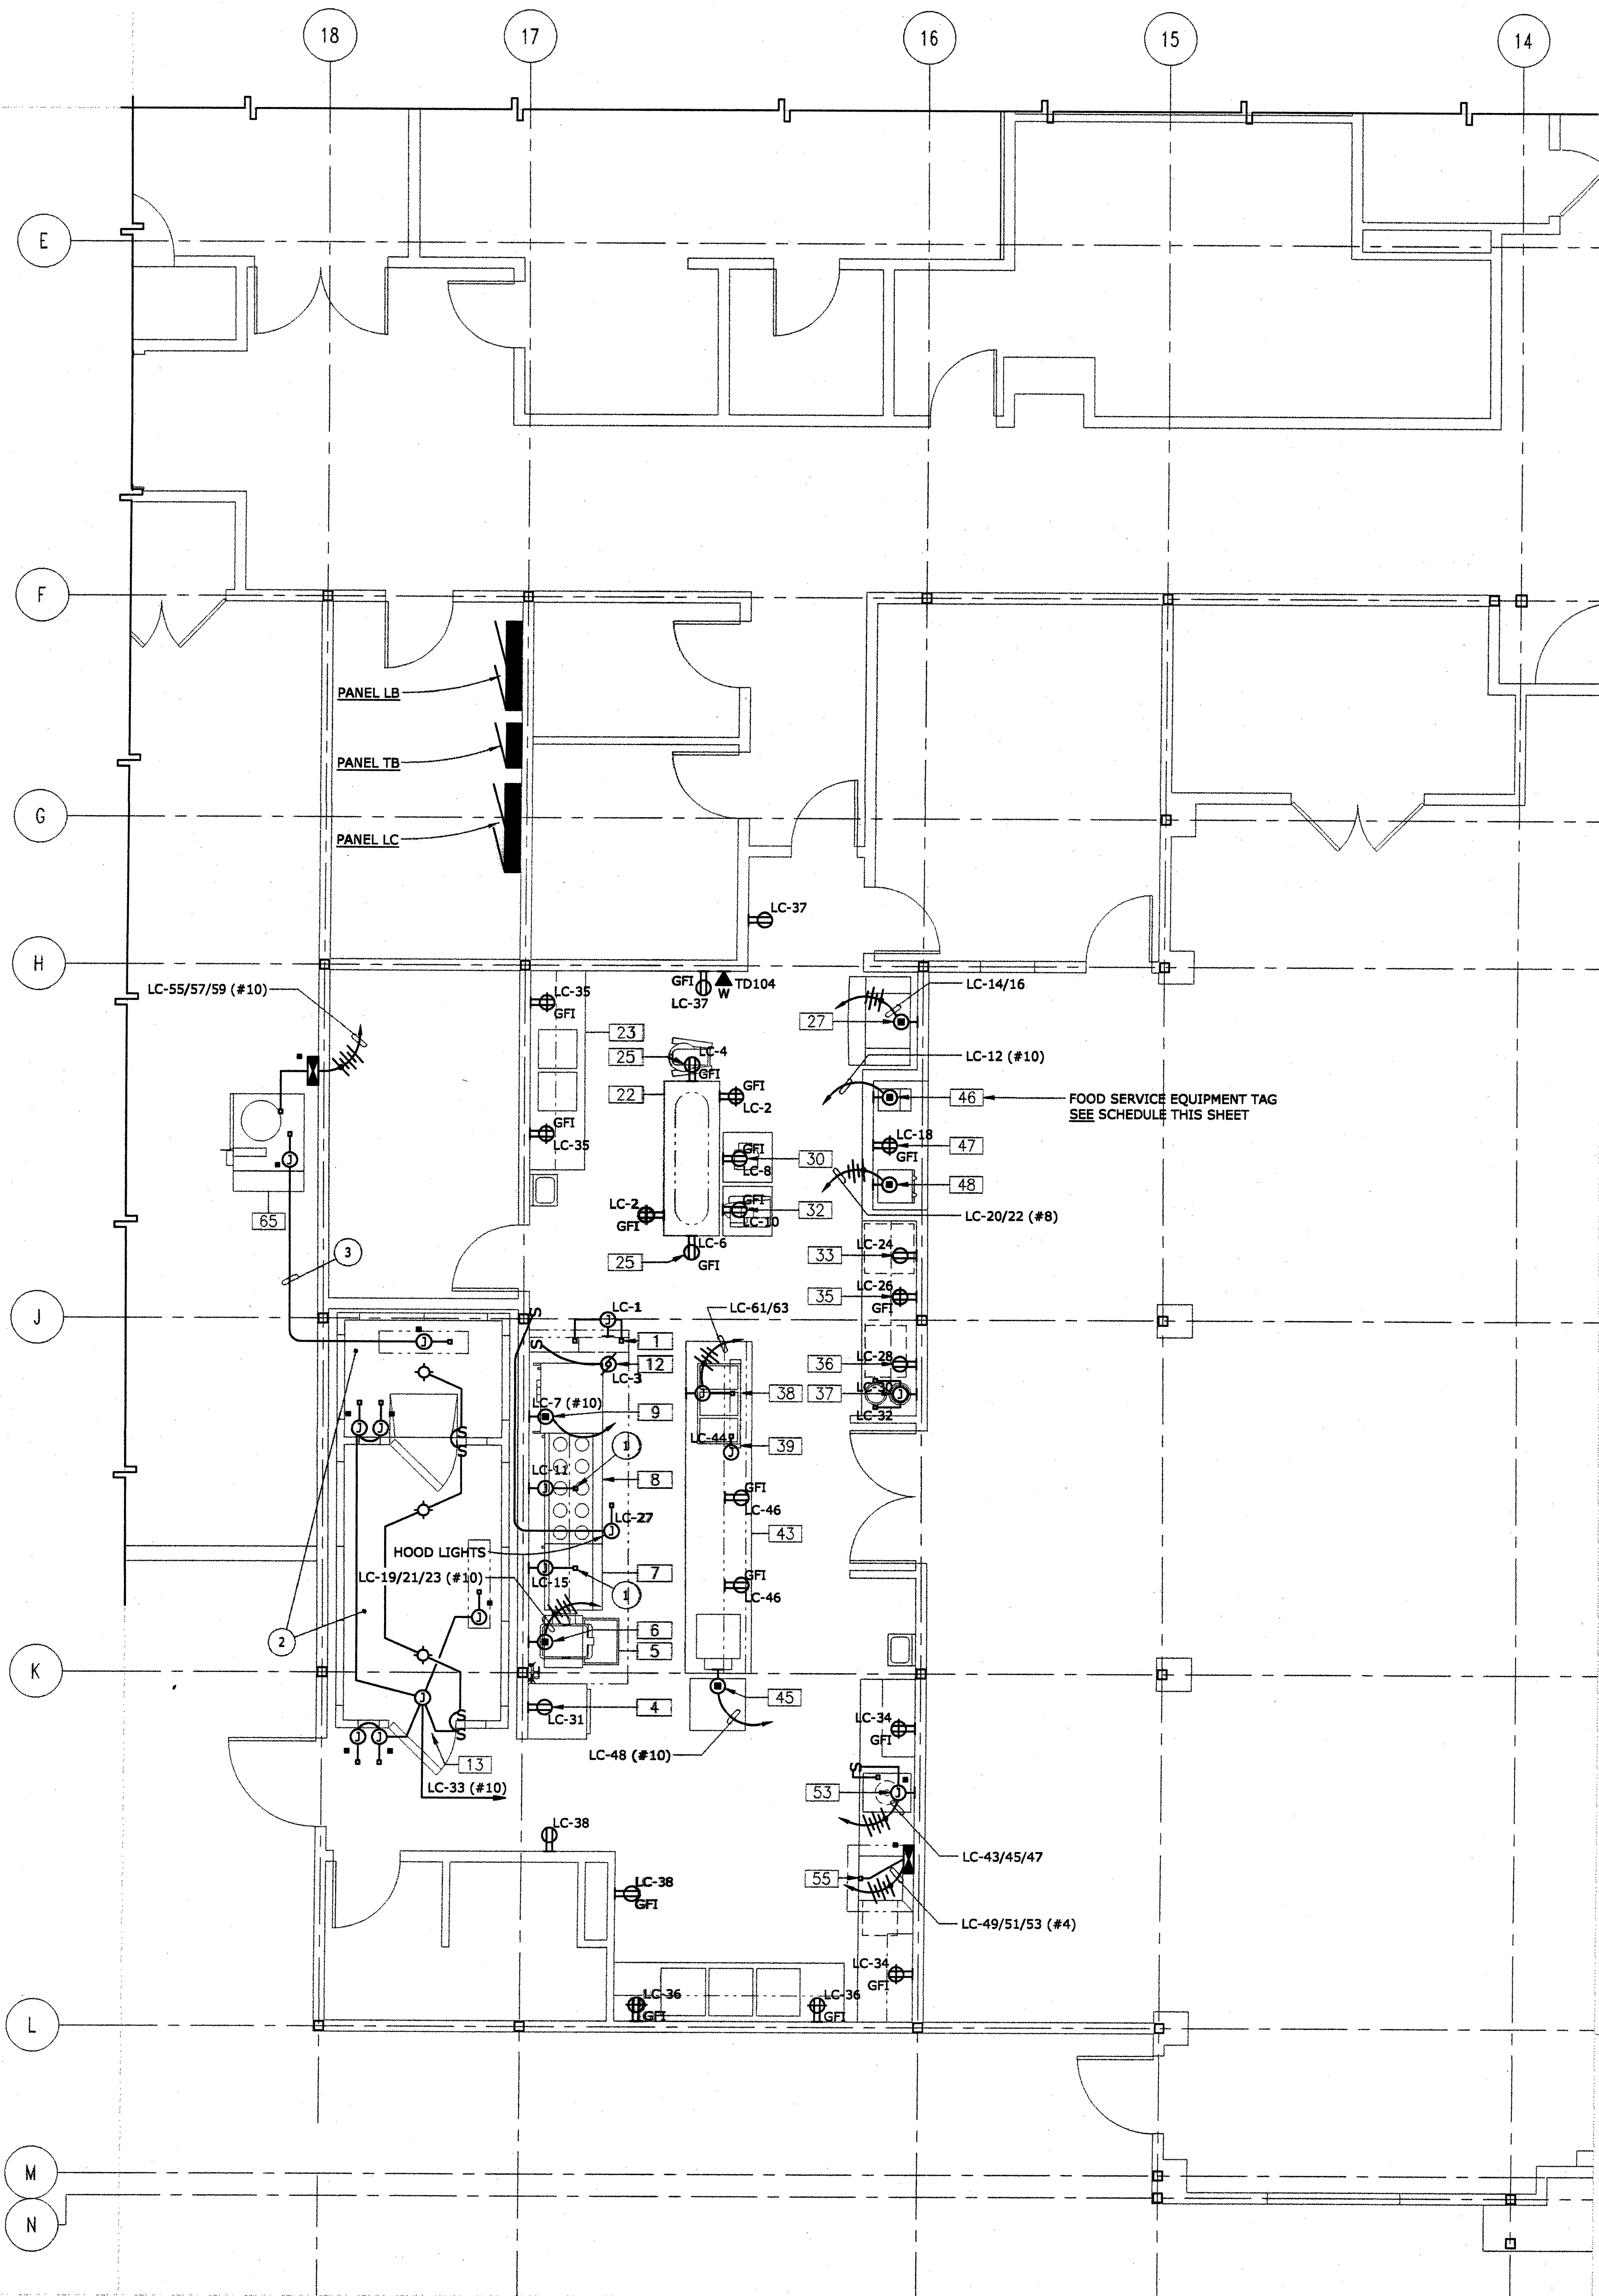 18
17
16
15
14
E
F
PANEL LB
PANEL TB
G
PANEL LC
LC-37
H
LC-55/57/59 (#10)
LC-35
GFI
23
GFI
LC-37
W
TD104
LC-14/16
27
25
LC-4
GFI
22
GFI
LC-2
LC-12 (#10)
46
FOOD SERVICE EQUIPMENT TAG
SEE SCHEDULE THIS SHEET
GFI
LC-35
GFI
LC-8
30
LC-18
GFI
47
48
65
LC-2
GFI
GFI
LC-10
32
LC-20/22 (#8)
3
25
LC-6
GFI
33
LC-24
35
LC-26
GFI
J
S
LC-1
J
1
LC-61/63
J
S
12
LC-3
36
LC-28
J
38
37
LC-30
J
LC-32
LC-7 (#10)
9
J
J
S
S
LC-44
J
39
1
LC-11
J
8
GFI
LC-46
LC-27
J
43
HOOD LIGHTS
LC-19/21/23 (#10)
J
LC-15
7
1
GFI
LC-46
J
2
6
5
K
J
4
LC-31
45
S
S
LC-34
GFI
J
J
13
LC-48 (#10)
LC-33 (#10)
S
53
J
LC-38
LC-43/45/47
55
LC-38
GFI
LC-49/51/53 (#4)
LC-34
GFI
LC-36
GFI
LC-36
GFI
L
M
N